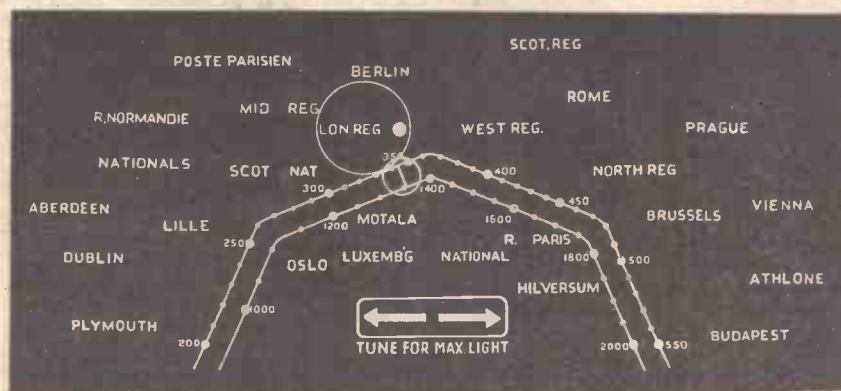 SCOT. REG
POSTE PARISIEN
BERLIN
ROME
MID REG
R. NORMANDIE
LON REG
WEST REG.
PRAGUE
NATIONALS
SCOT NAT
350
400
NORTH REG
300
1400
450
ABERDEEN
LILLE
1200
MOTALA
1600
BRUSSELS
VIENNA
250
R. PARIS
DUBLIN
OSLO
LUXEMB'G
NATIONAL
1800
500
HILVERSUM
ATHLONE
1000
PLYMOUTH
200
TUNE FOR MAX. LIGHT
2000
550
BUDAPEST